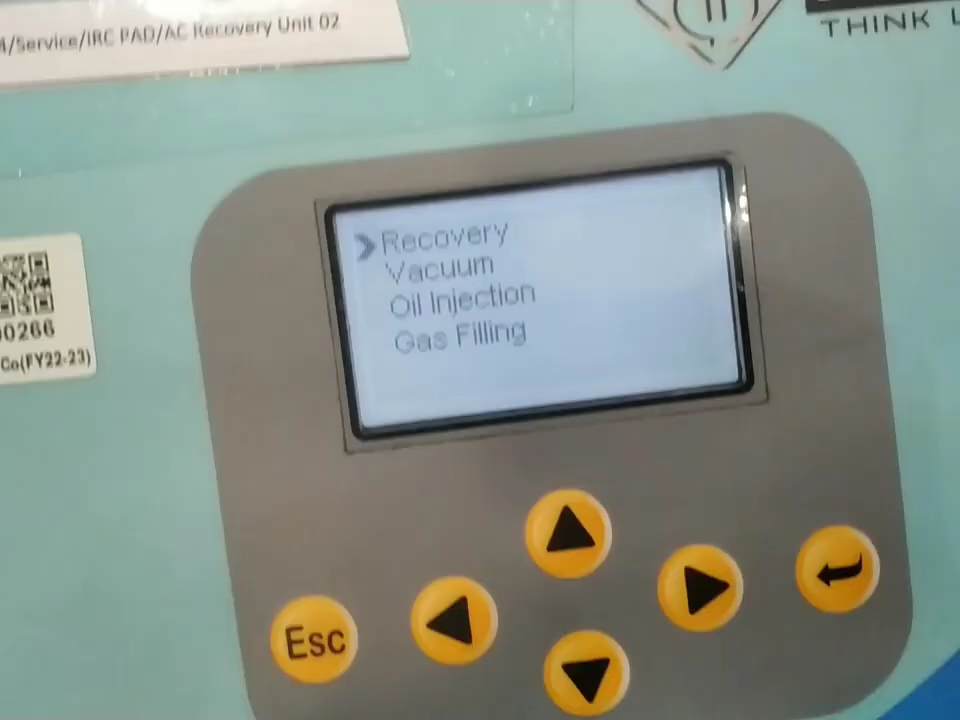 /Service/IRC PAD/AC Recovery Unit 02
THINK
Recovery
Vacuum
Oil Injection
Gas Filling
0266
Co(FY22-23)
Esc